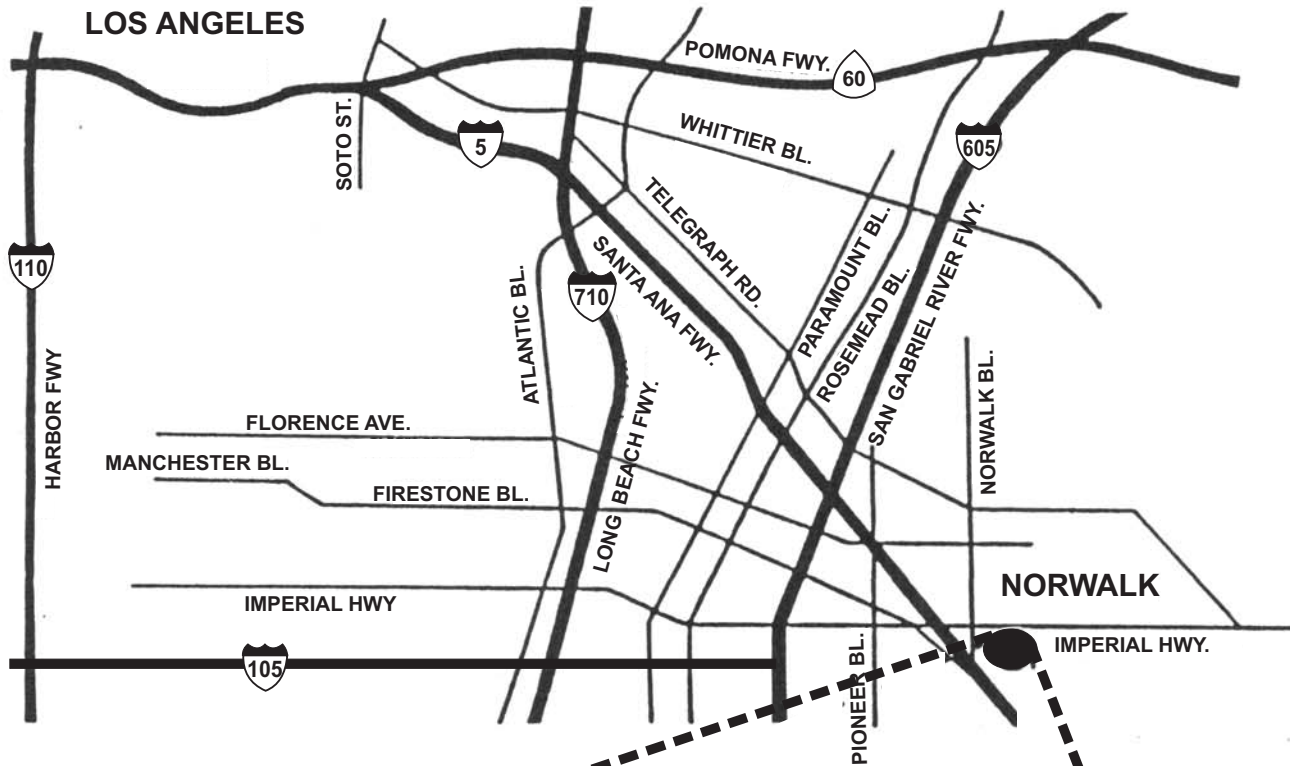 LOS ANGELES
POMONA FWY.
60
SOTO ST.
5
WHITTIER BL.
605
TELEGRAPH RD.
PARAMOUNT BL.
110
710
SANTA ANA FWY.
ATLANTIC BL.
ROSEMEAD BL.
SAN GABRIEL RIVER FWY.
HARBOR FWY
NORWALK BL.
FLORENCE AVE.
MANCHESTER BL.
FIRESTONE BL.
LONG BEACH FWY.
IMPERIAL HWY
NORWALK
IMPERIAL HWY.
105
PIONEER BL.